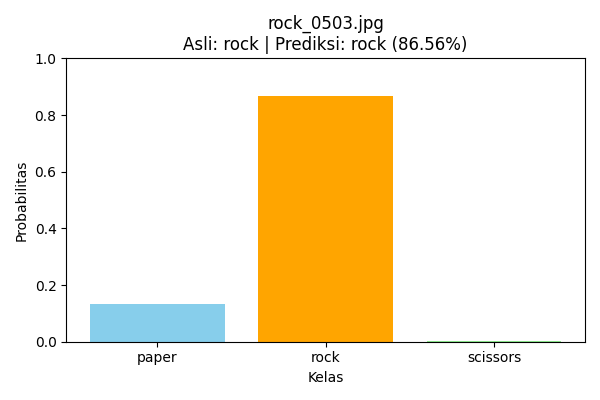 rock_0503.jpg
Asli: rock | Prediksi: rock (86.56%)
1.0
0.8
0.6
0.4
0.2
0.0
Probabilitas
paper
rock
scissors
Kelas